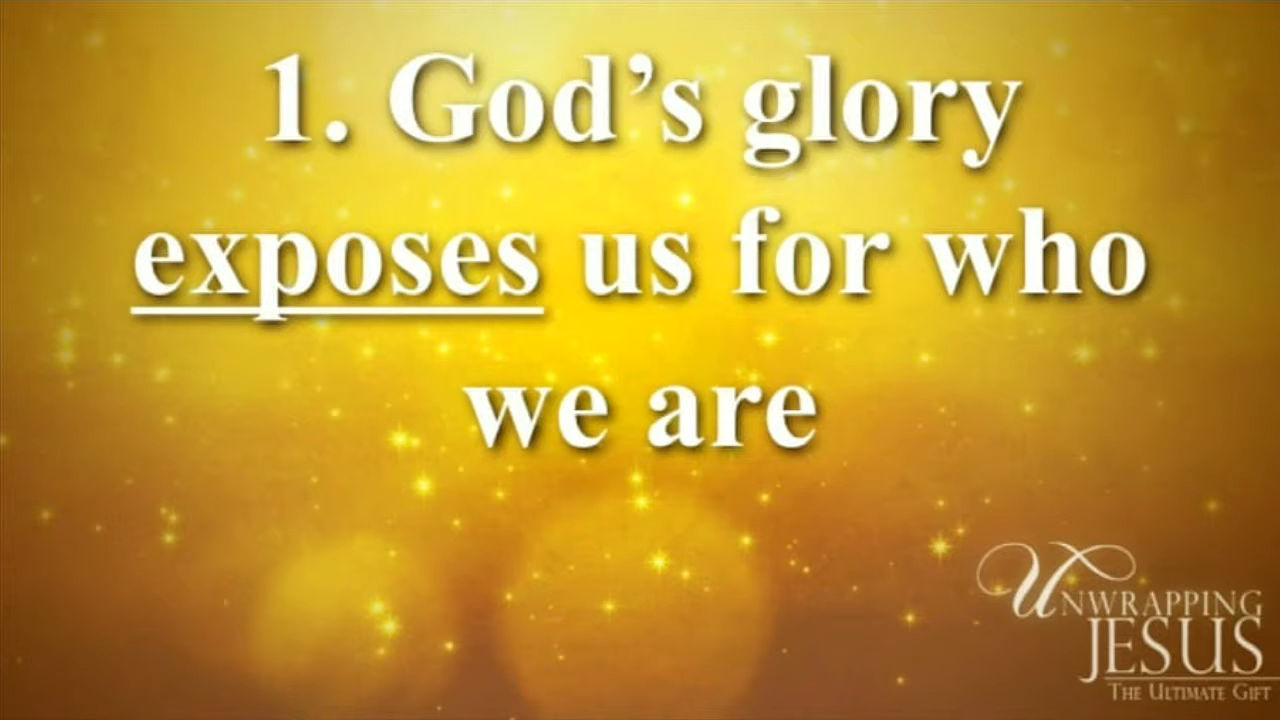 1. God’s glory
exposes us for who
we are
UNWRAPPING
JESUS
THE ULTIMATE GIFT